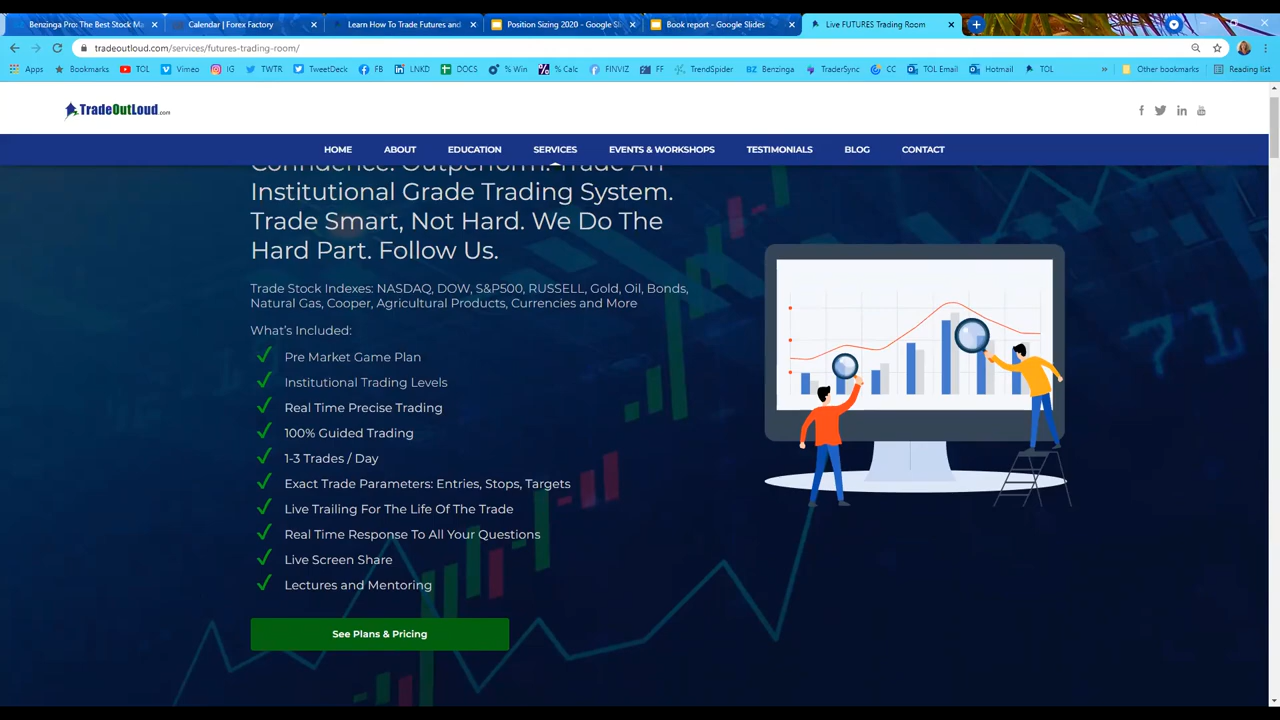 Benzinga Pro: The Best Stock Ma
Calendar | Forex Factory
Learn How To Trade Futures and
Position Sizing 2020 - Google Sl
Book report - Google Slides
Live FUTURES Trading Room
tradeoutloud.com/services/futures-trading-room/
Apps Bookmarks TOL Vimeo IG TWTR TweetDeck FB LNKD DOCS % Win % Calc FINVIZ FF TrendSpider Benzinga TraderSync CC TOL Email Hotmail TOL » Other bookmarks Reading list
TradeOutLoud.com
HOME ABOUT EDUCATION SERVICES EVENTS & WORKSHOPS TESTIMONIALS BLOG CONTACT
Confidence. Outperform. Trade An
Institutional Grade Trading System.
Trade Smart, Not Hard. We Do The
Hard Part. Follow Us.
Trade Stock Indexes: NASDAQ, DOW, S&P500, RUSSELL, Gold, Oil, Bonds,
Natural Gas, Cooper, Agricultural Products, Currencies and More
What's Included:
Pre Market Game Plan
Institutional Trading Levels
Real Time Precise Trading
100% Guided Trading
1-3 Trades / Day
Exact Trade Parameters: Entries, Stops, Targets
Live Trailing For The Life Of The Trade
Real Time Response To All Your Questions
Live Screen Share
Lectures and Mentoring
See Plans & Pricing